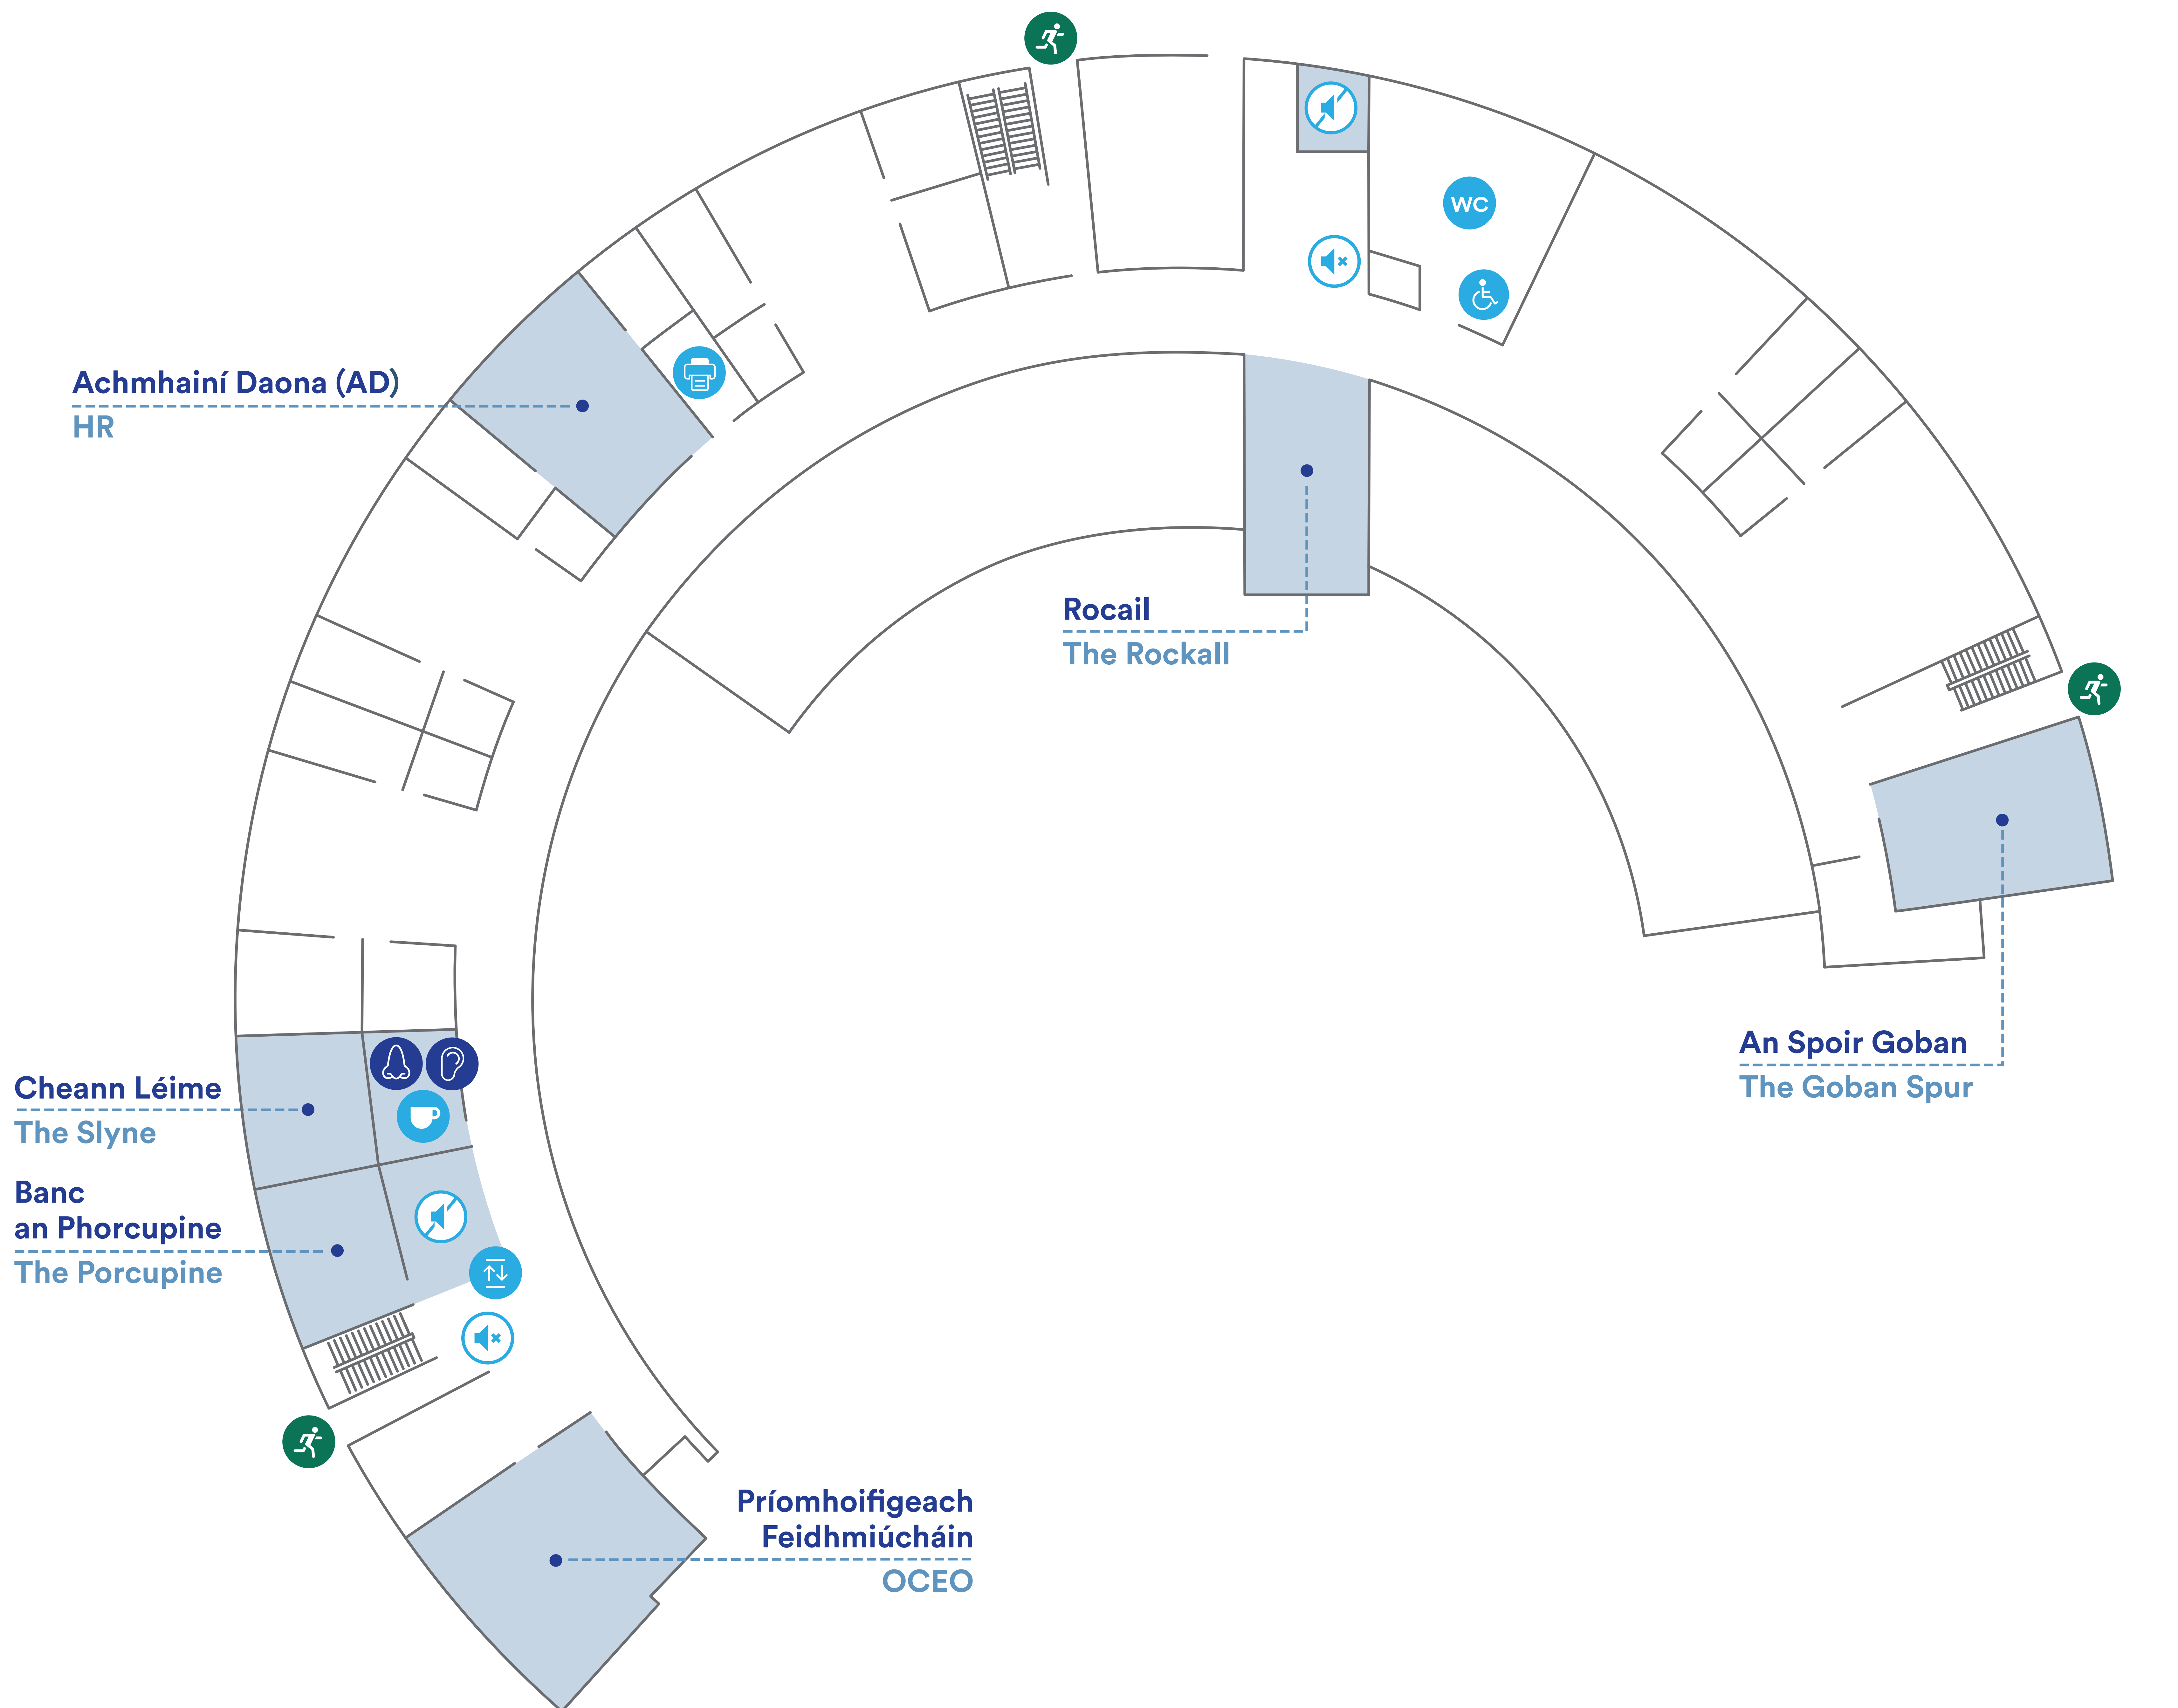 WC
Achmhainí Daona (AD)
HR
Rocail
The Rockall
An Spoir Goban
The Goban Spur
Cheann Léime
The Slyne
Banc
an Phorcupine
The Porcupine
Príomhoifigeach
Feidhmiúcháin
OCEO